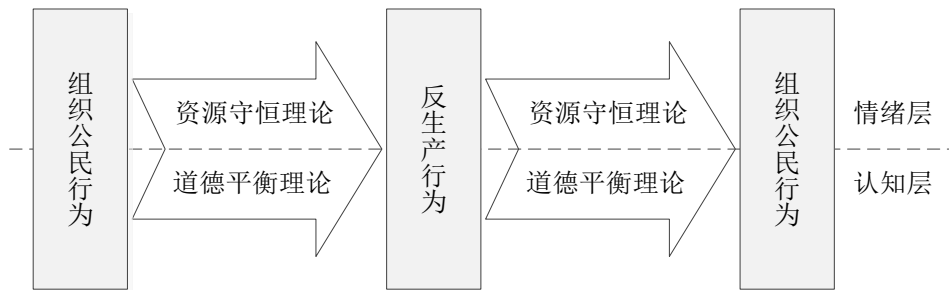 组织公民行为
资源守恒理论
道德平衡理论
反生产行为
资源守恒理论
道德平衡理论
组织公民行为
情绪层
认知层